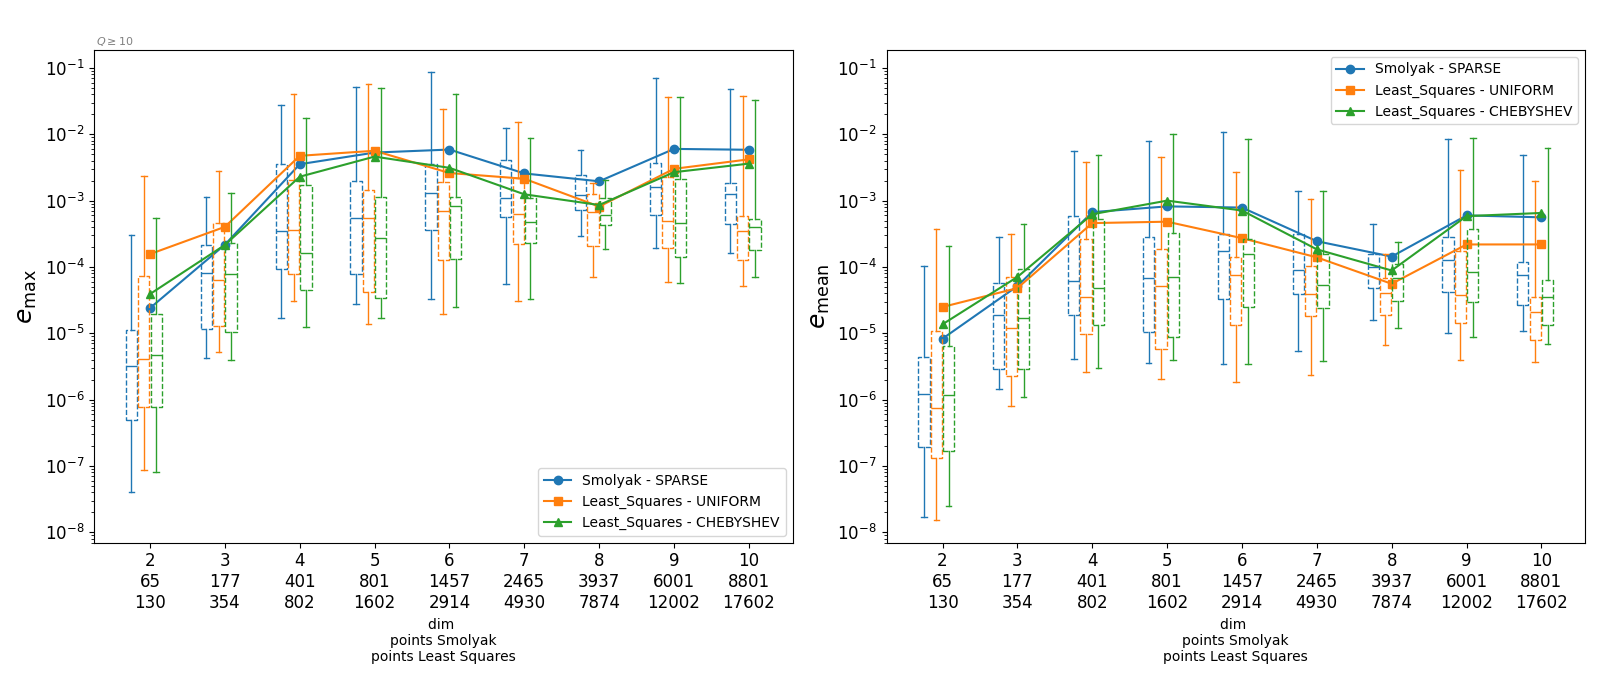 Q ≥ 10
10⁻¹
10⁻²
10⁻³
10⁻⁴
10⁻⁵
10⁻⁶
10⁻⁷
10⁻⁸
e_max
Smolyak - SPARSE
Least_Squares - UNIFORM
Least_Squares - CHEBYSHEV
2 3 4 5 6 7 8 9 10
65 177 401 801 1457 2465 3937 6001 8801
130 354 802 1602 2914 4930 7874 12002 17602
dim
points Smolyak
points Least Squares
10⁻¹
10⁻²
10⁻³
10⁻⁴
10⁻⁵
10⁻⁶
10⁻⁷
10⁻⁸
e_mean
Smolyak - SPARSE
Least_Squares - UNIFORM
Least_Squares - CHEBYSHEV
2 3 4 5 6 7 8 9 10
65 177 401 801 1457 2465 3937 6001 8801
130 354 802 1602 2914 4930 7874 12002 17602
dim
points Smolyak
points Least Squares